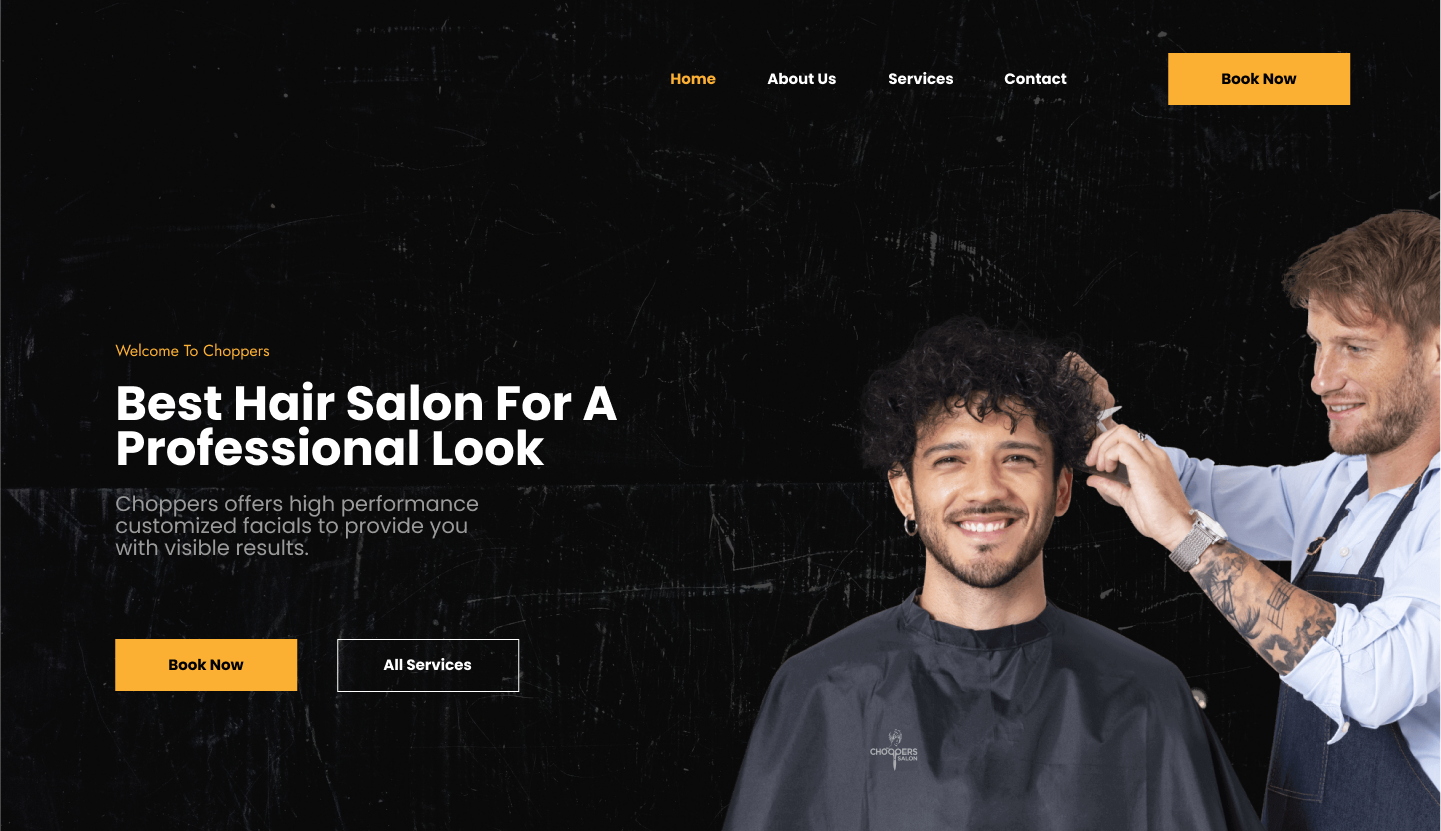 Home
About Us
Services
Contact
Book Now
Welcome To Choppers
Best Hair Salon For A
Professional Look
Choppers offers high performance
customized facials to provide you
with visible results.
Book Now
All Services
CHOPPERS
SALON